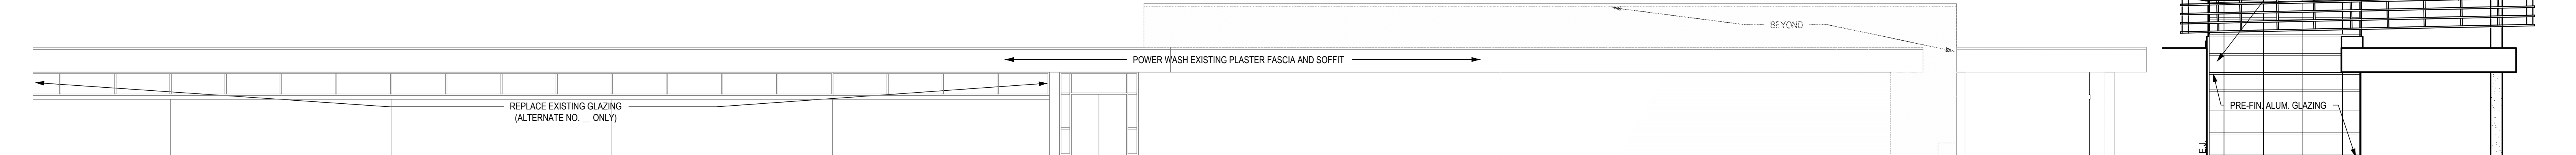 BEYOND
POWER WASH EXISTING PLASTER FASCIA AND SOFFIT
REPLACE EXISTING GLAZING
(ALTERNATE NO. __ ONLY)
PRE-FIN. ALUM. GLAZING
E.J.